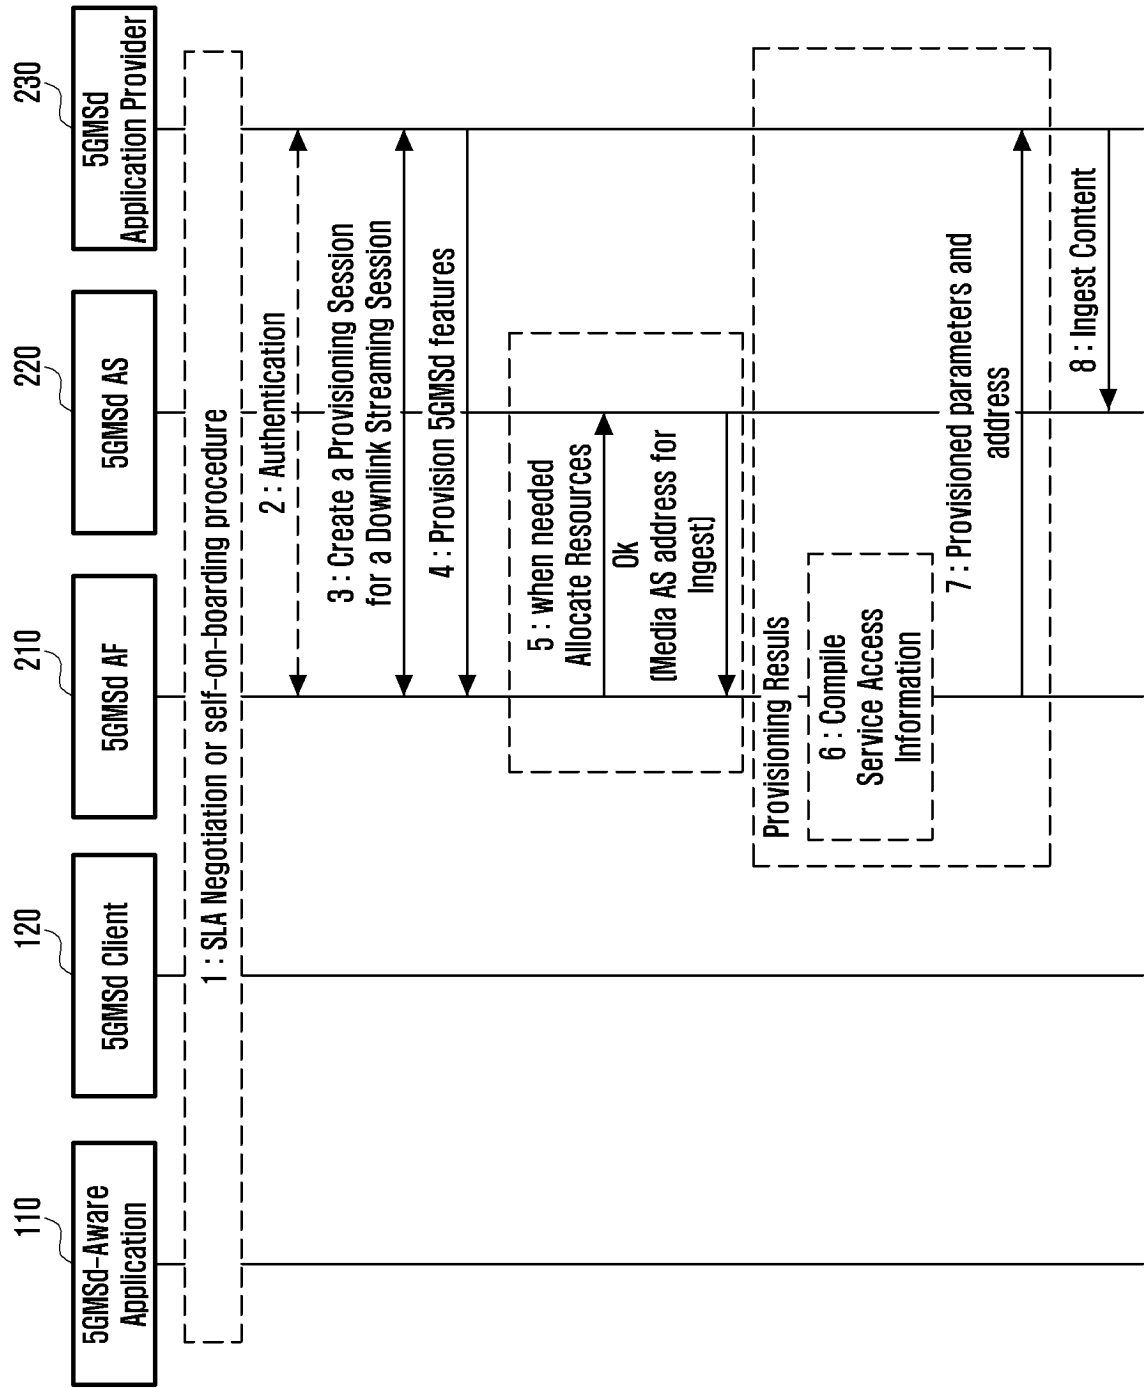 110
120
210
220
230
5GMSd-Aware
Application
5GMSd Client
5GMSd AF
5GMSd AS
5GMSd
Application Provider
1 : SLA Negotiation or self-on-boarding procedure
2 : Authentication
3 : Create a Provisioning Session
for a Downlink Streaming Session
4 : Provision 5GMSd features
5 : when needed
Allocate Resources
Ok
(Media AS address for
Ingest)
Provisioning Resuls
6 : Compile
Service Access
Information
7 : Provisioned parameters and
address
8 : Ingest Content